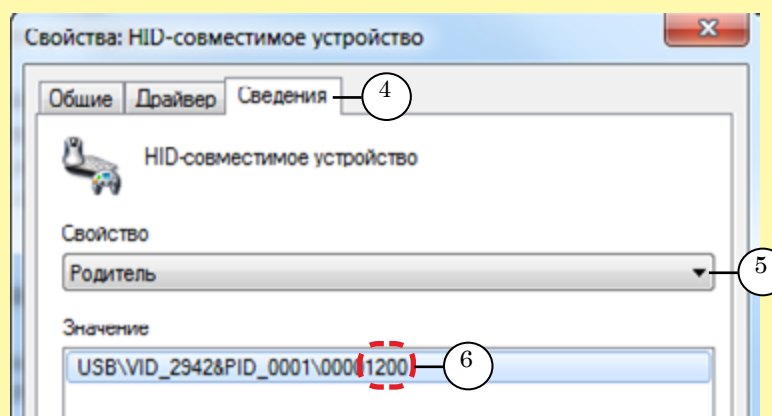 Свойства: HID-совместимое устройство
Общие Драйвер Сведения 4
HID-совместимое устройство
Свойство
Родитель 5
Значение
USB\VID_2942&PID_0001\00001200 6